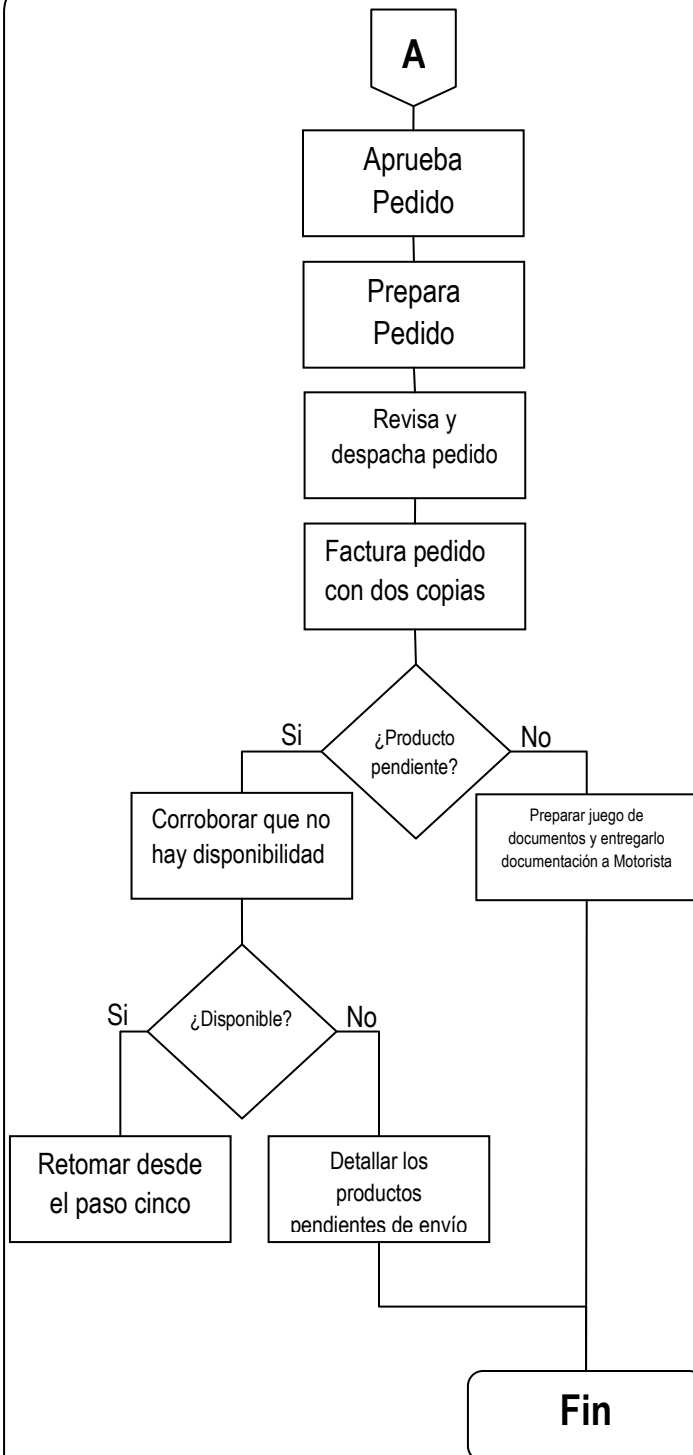 A
Aprueba
Pedido
Prepara
Pedido
Revisa y
despacha pedido
Factura pedido
con dos copias
Si
¿Producto
pendiente?
No
Corroborar que no
hay disponibilidad
Preparar juego de
documentos y entregarlo
documentación a Motorista
Si
¿Disponible?
No
Retomar desde
el paso cinco
Detallar los
productos
pendientes de envío
Fin